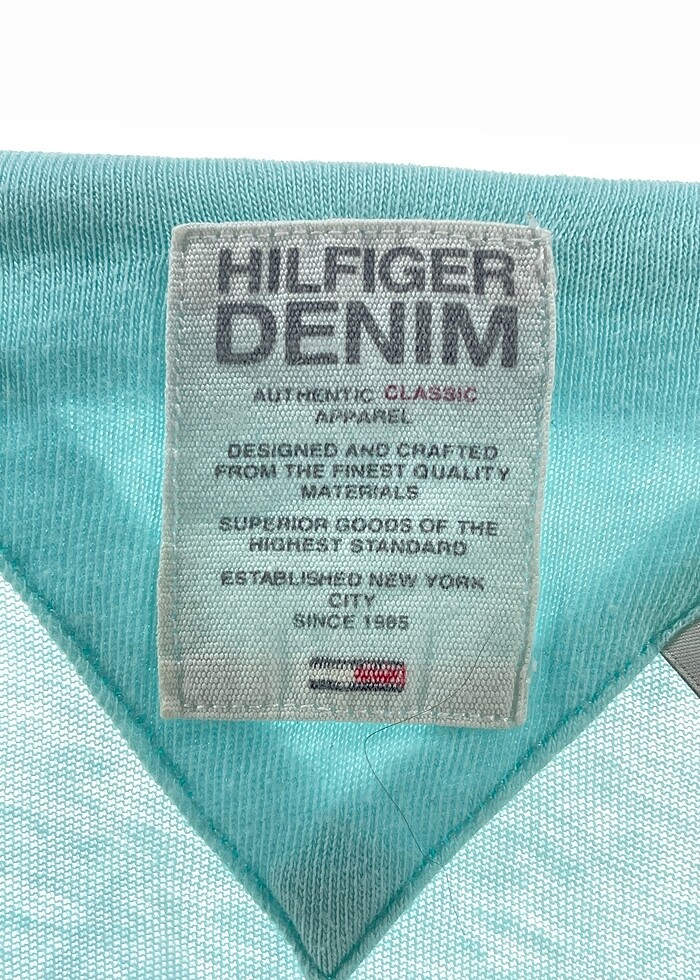 HILFIGER
DENIM
AUTHENTIC CLASSIC
APPAREL
DESIGNED AND CRAFTED
FROM THE FINEST QUALITY
MATERIALS
SUPERIOR GOODS OF THE
HIGHEST STANDARD
ESTABLISHED NEW YORK
CITY
SINCE 1985